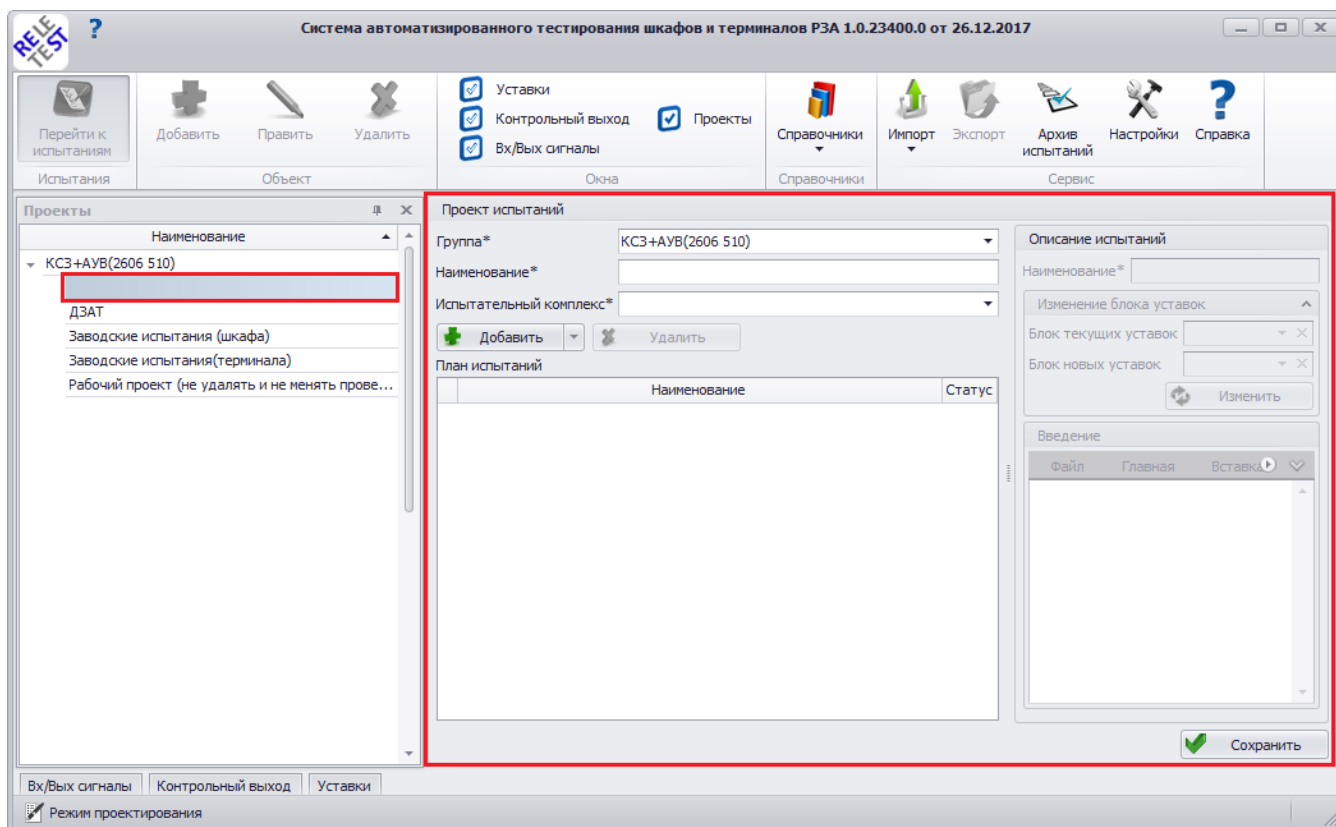 RELE TEST
?
Система автоматизированного тестирования шкафов и терминалов РЗА 1.0.23400.0 от 26.12.2017
Перейти к испытаниям
Добавить
Править
Удалить
Уставки
Контрольный выход
Вх/Вых сигналы
Проекты
Справочники
Импорт
Экспорт
Архив испытаний
Настройки
Справка
Испытания
Объект
Окна
Справочники
Сервис
Проекты
Наименование
КСЗ+АУВ(2606 510)
ДЗАТ
Заводские испытания (шкафа)
Заводские испытания(терминала)
Рабочий проект (не удалять и не менять прове...
Проект испытаний
Группа*
КСЗ+АУВ(2606 510)
Наименование*
Испытательный комплекс*
Добавить
Удалить
План испытаний
Наименование
Статус
Описание испытаний
Наименование*
Изменение блока уставок
Блок текущих уставок
Блок новых уставок
Изменить
Введение
Файл
Главная
Вставка
Сохранить
Вх/Вых сигналы
Контрольный выход
Уставки
Режим проектирования